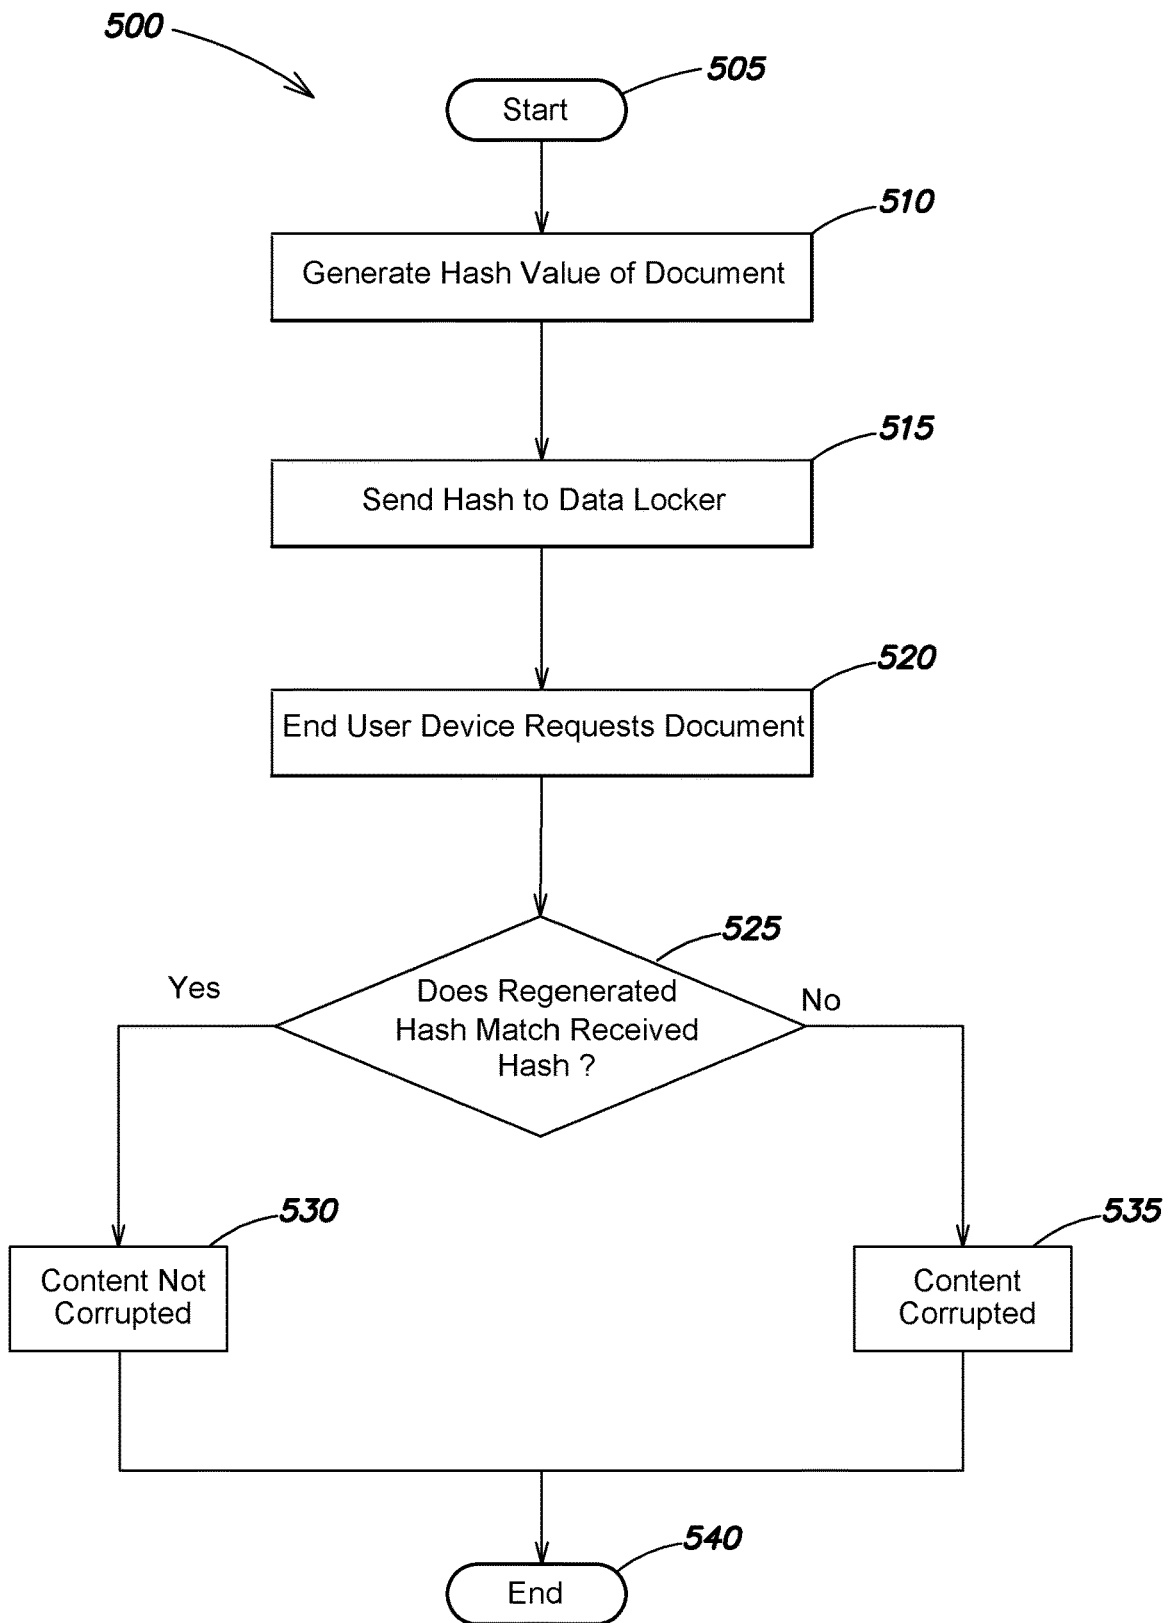 500
505
Start
510
Generate Hash Value of Document
515
Send Hash to Data Locker
520
End User Device Requests Document
525
Yes
Does Regenerated
No
Hash Match Received
Hash ?
530
535
Content Not
Corrupted
Content
Corrupted
540
End